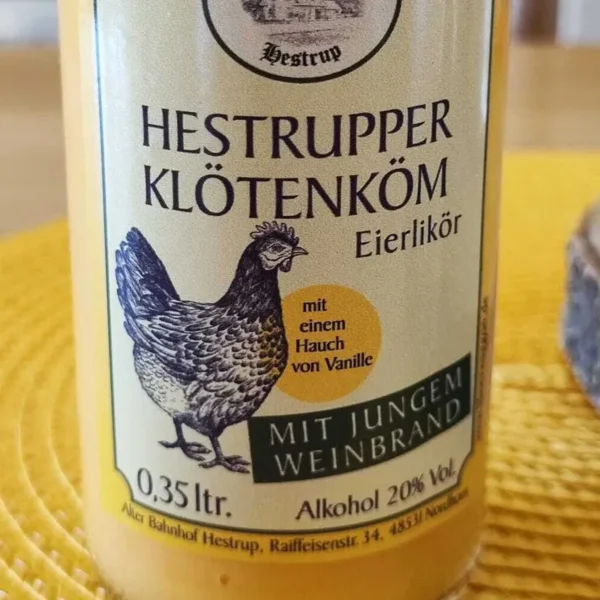 Hestrup
HESTRUPPER
KLÖTENKÖM
Eierlikör
mit
einem
Hauch
von Vanille
MIT JUNGEM
WEINBRAND
0,35 ltr.
Alkohol 20% Vol.
Alter Bahnhof Hestrup, Raiffeisenstr. 34, 48531 Nordhorn